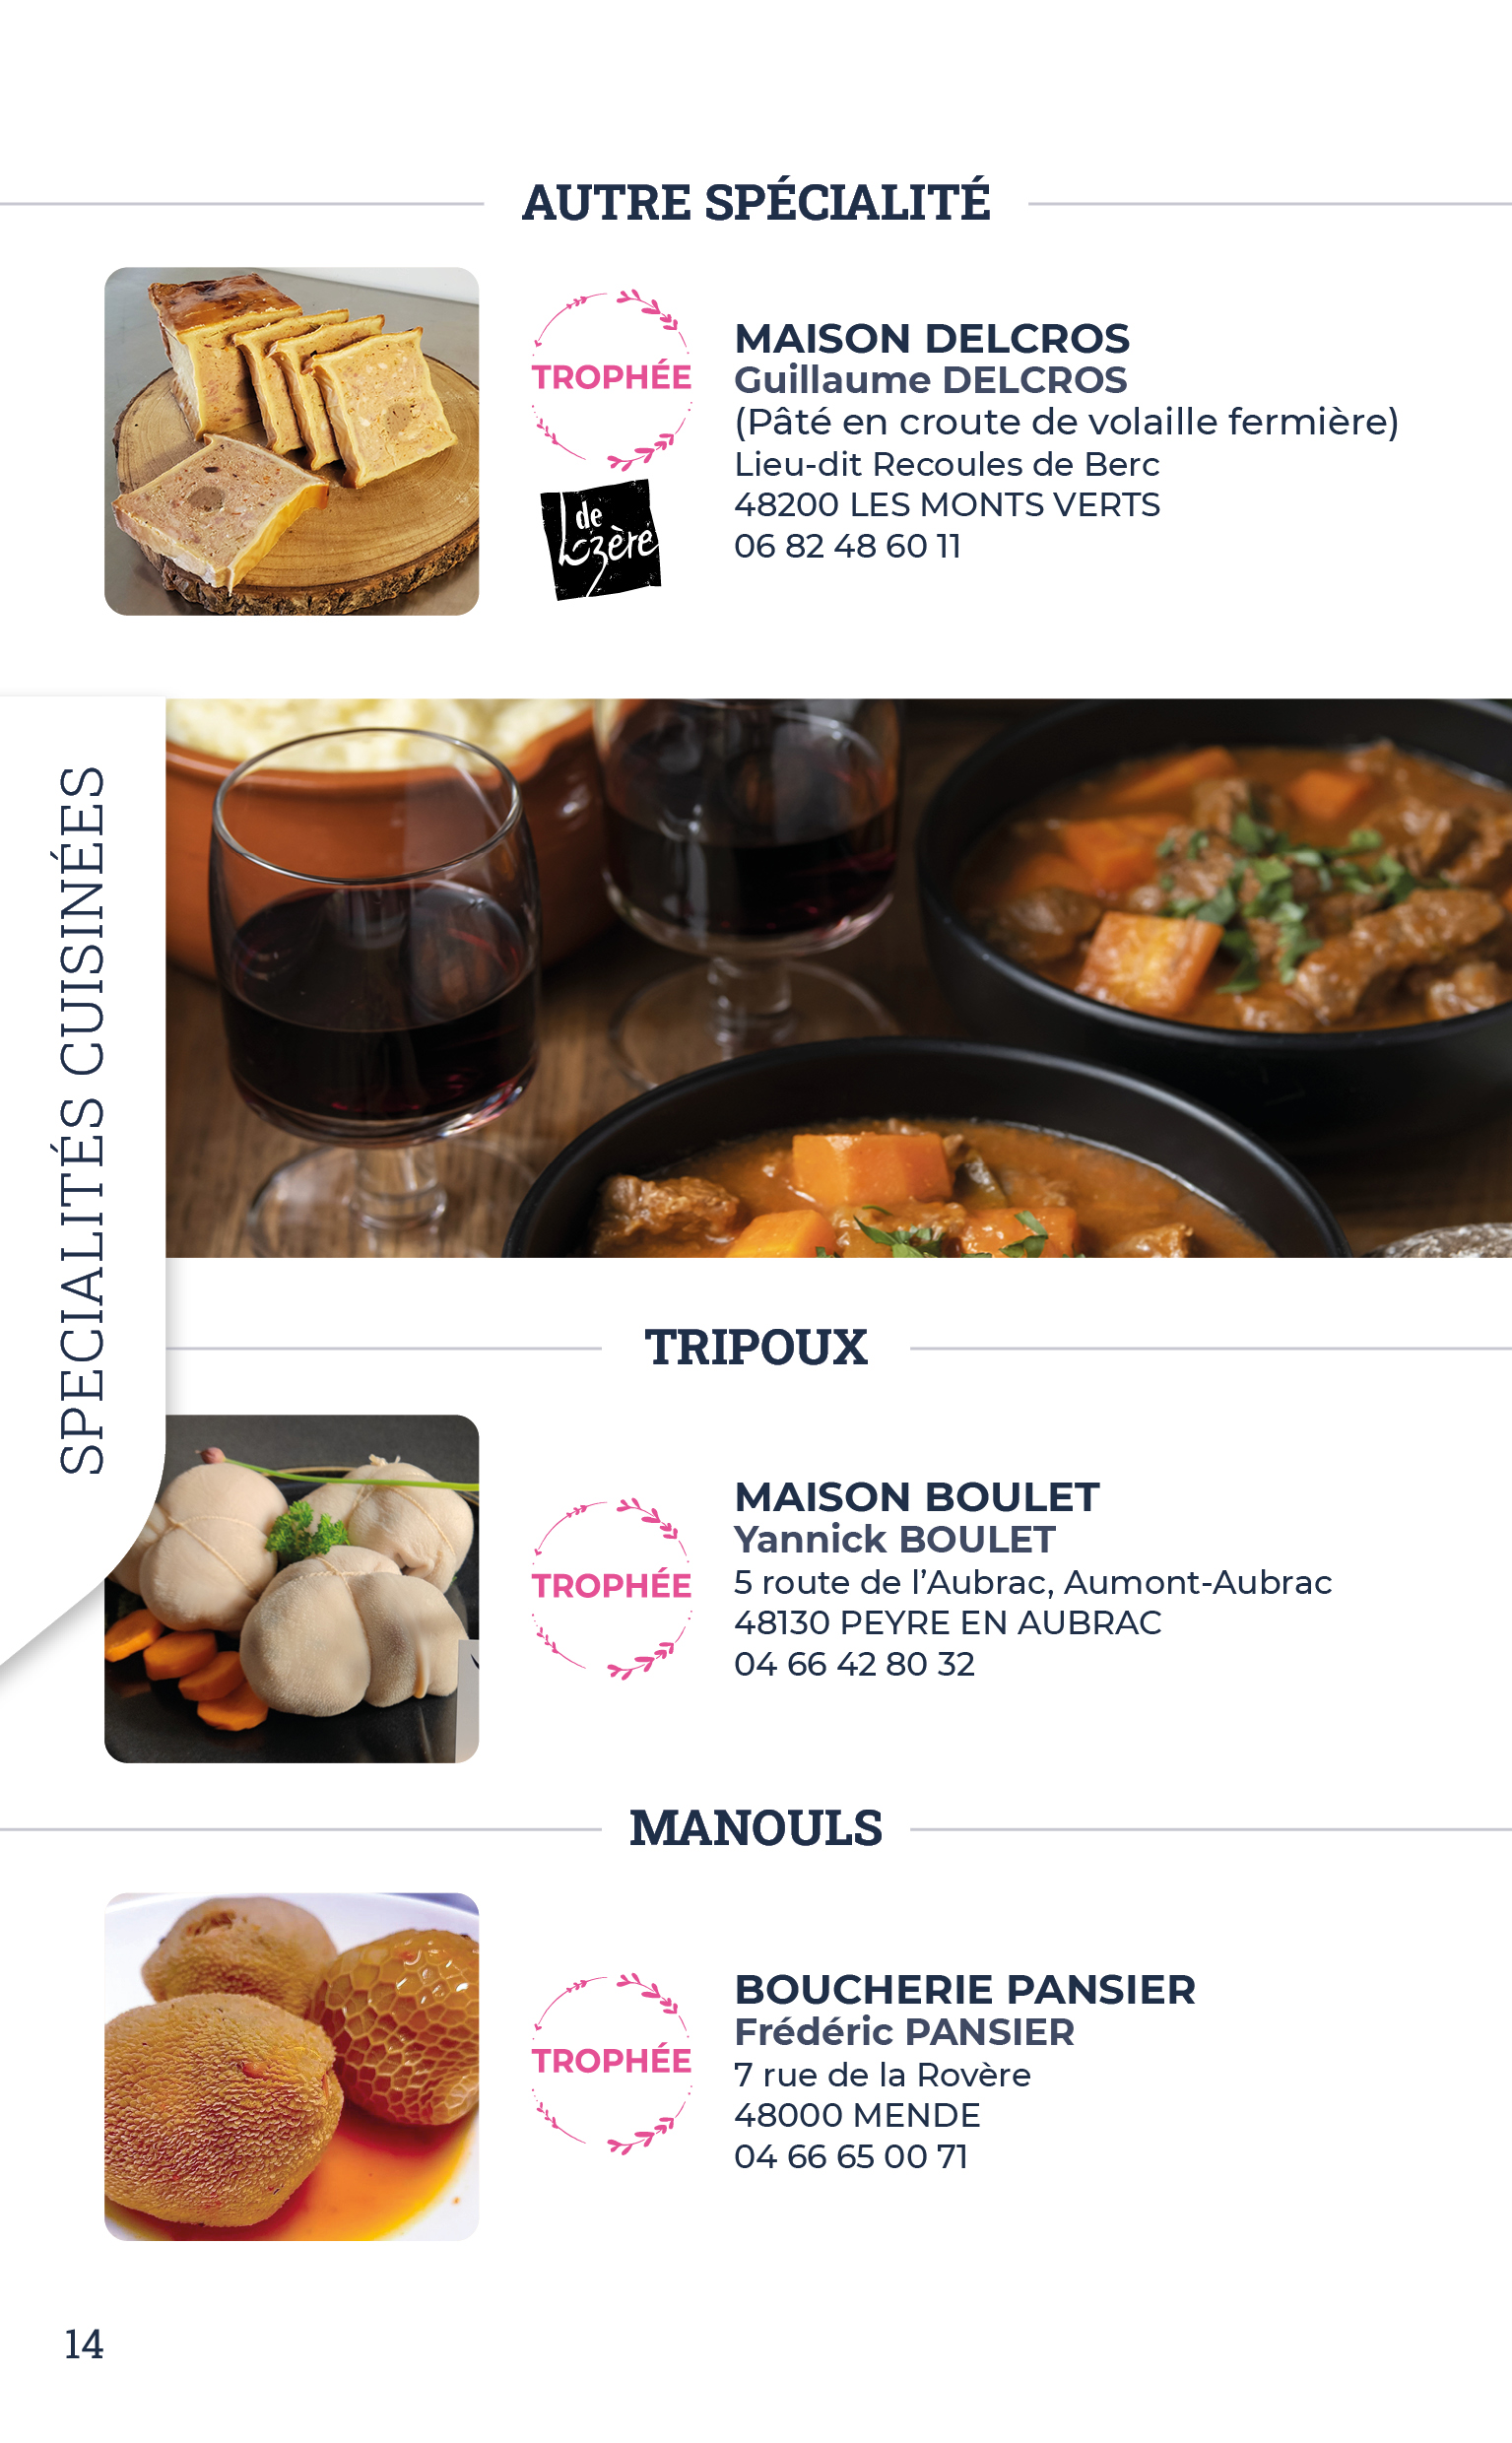 AUTRE SPÉCIALITÉ
TROPHÉE
de
Lozère
MAISON DELCROS
Guillaume DELCROS
(Pâté en croute de volaille fermière)
Lieu-dit Recoules de Berc
48200 LES MONTS VERTS
06 82 48 60 11
SPECIALITÉS CUISINÉES
TRIPOUX
TROPHÉE
MAISON BOULET
Yannick BOULET
5 route de l’Aubrac, Aumont-Aubrac
48130 PEYRE EN AUBRAC
04 66 42 80 32
MANOULS
TROPHÉE
BOUCHERIE PANSIER
Frédéric PANSIER
7 rue de la Rovère
48000 MENDE
04 66 65 00 71
14